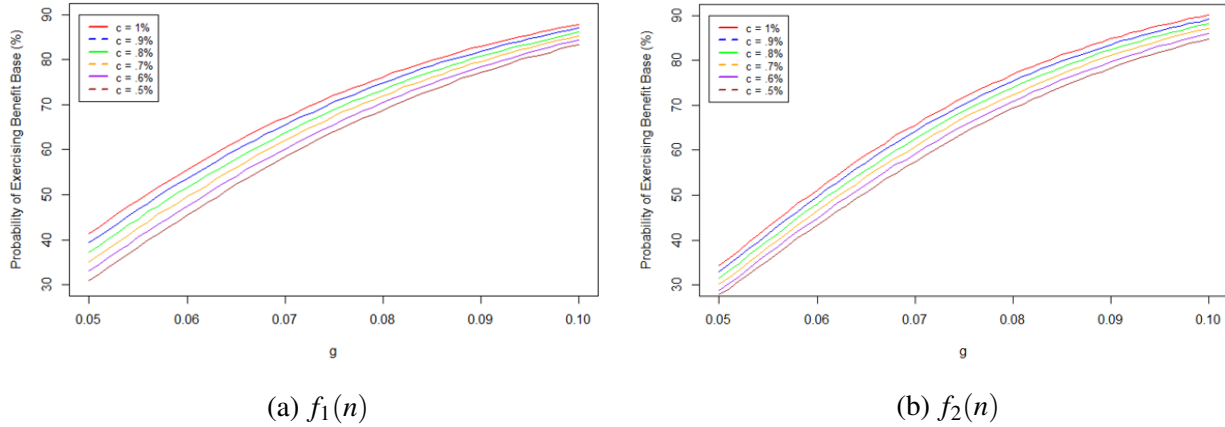 Probability of Exercising Benefit Base (%)
90
80
70
60
50
40
30
c = 1%
c = .9%
c = .8%
c = .7%
c = .6%
c = .5%
0.05 0.06 0.07 0.08 0.09 0.10
g
(a) f₁(n)
Probability of Exercising Benefit Base (%)
90
80
70
60
50
40
30
c = 1%
c = .9%
c = .8%
c = .7%
c = .6%
c = .5%
0.05 0.06 0.07 0.08 0.09 0.10
g
(b) f₂(n)